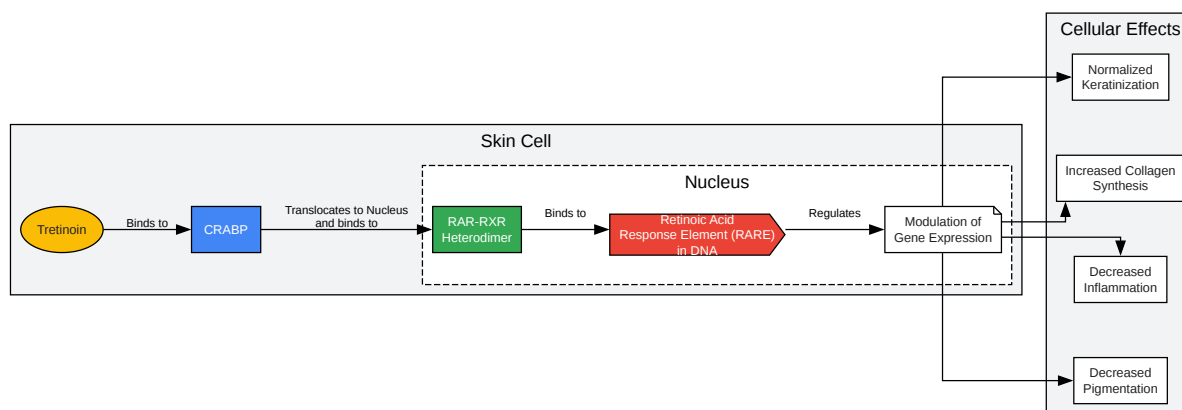 Cellular Effects
Normalized
Keratinization
Skin Cell
Increased Collagen
Synthesis
Nucleus
Tretinoin
Binds to
CRABP
Translocates to Nucleus
and binds to
RAR-RXR
Heterodimer
Binds to
Retinoic Acid
Response Element (RARE)
in DNA
Regulates
Modulation of
Gene Expression
Decreased
Inflammation
Decreased
Pigmentation